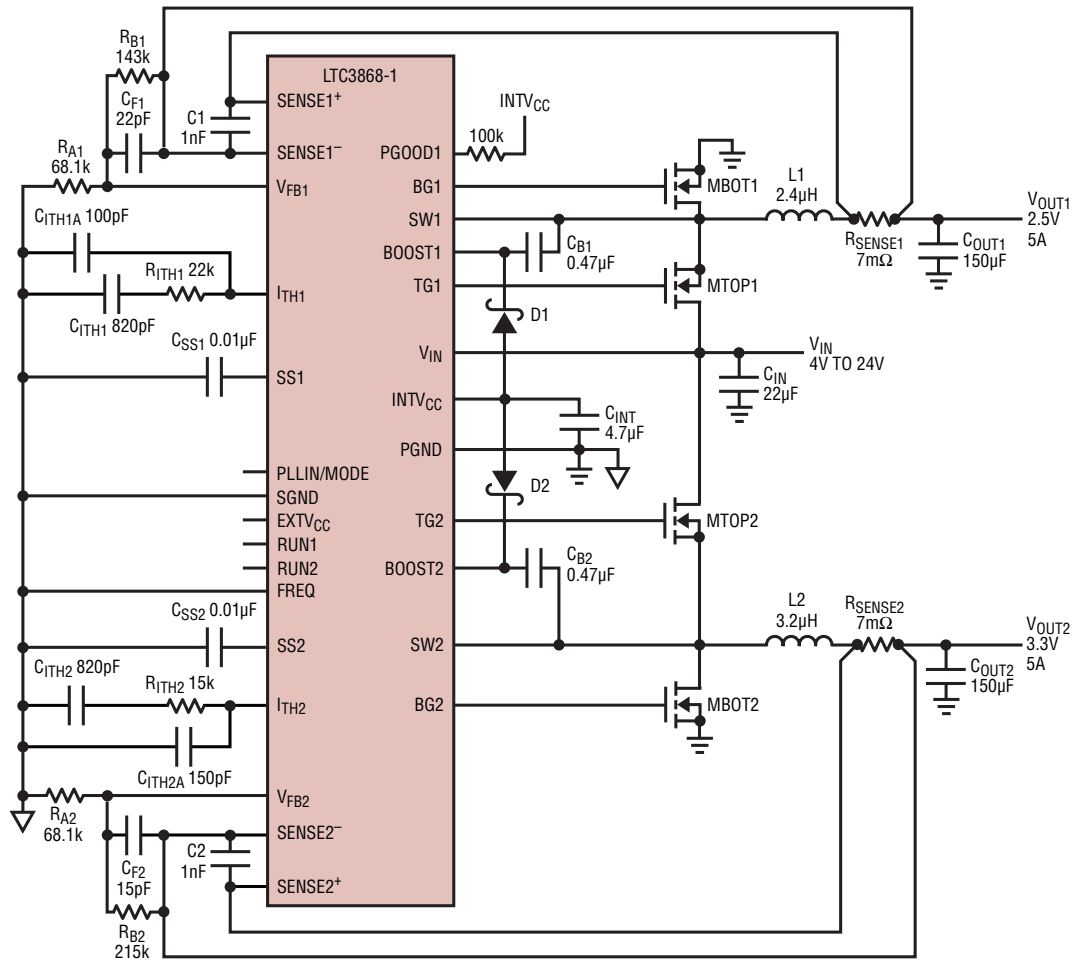 RB1
143k
CF1
22pF
RA1
68.1k
C1
1nF
LTC3868-1
SENSE1+
SENSE1–
VFB1
CITH1A 100pF
RITH1 22k
ITH1
CITH1 820pF
CSS1 0.01µF
SS1
PLLIN/MODE
SGND
EXTVCC
RUN1
RUN2
FREQ
CSS2 0.01µF
SS2
CITH2 820pF
RITH2 15k
ITH2
CITH2A 150pF
VFB2
RA2
68.1k
SENSE2–
C2
1nF
CF2
15pF
SENSE2+
RB2
215k
PGOOD1
BG1
SW1
BOOST1
TG1
VIN
INTVCC
PGND
TG2
BOOST2
SW2
BG2
INTVCC
100k
MBOT1
L1
2.4µH
RSENSE1
7mΩ
VOUT1
2.5V
5A
COUT1
150µF
CB1
0.47µF
MTOP1
D1
VIN
4V TO 24V
CIN
22µF
CINT
4.7µF
D2
MTOP2
CB2
0.47µF
L2
3.2µH
RSENSE2
7mΩ
VOUT2
3.3V
5A
COUT2
150µF
MBOT2